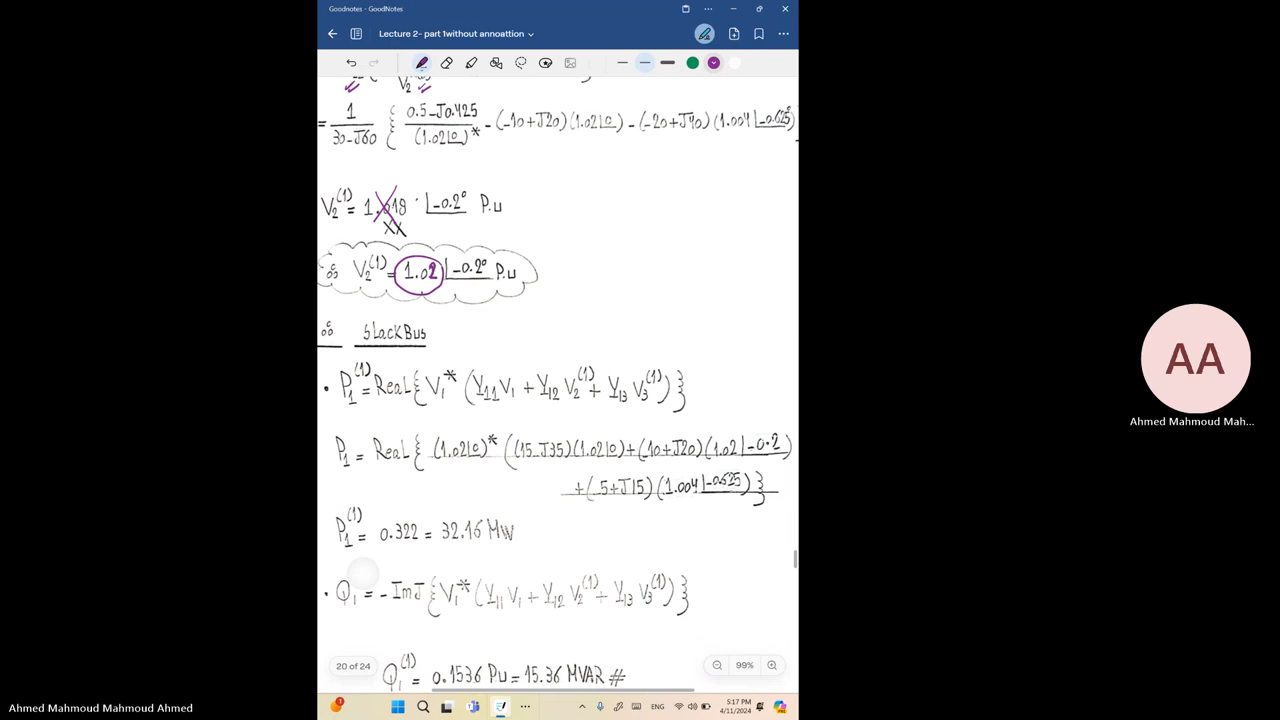 Goodnotes - GoodNotes
Lecture 2- part 1without annoattion
V2
= 1/(30-J60) { (0.5-J0.425)/(1.02∠0)* - (-10+J20)(1.02∠0) - (-20+J40)(1.004∠-0.625°)
V2(1) = 1.018 ∠-0.2° P.u
XX
∴ V2(1) = 1.02 ∠-0.2° P.u
∴ SLACKBUS
• P1(1) = ReaL{ V1* (Y11 V1 + Y12 V2(1) + Y13 V3(1)) }
P1 = ReaL { (1.02∠0)* ((15-J35)(1.02∠0) + (-10+J20)(1.02∠-0.2)
+ (-5+J15)(1.004∠-0.625) }
P1(1) = 0.322 = 32.16 MW
• Q1 = - ImJ { V1* (Y11 V1 + Y12 V2(1) + Y13 V3(1)) }
Q1(1) = 0.1536 Pu = 15.36 MVAR #
20 of 24
99%
AA
Ahmed Mahmoud Mah...
Ahmed Mahmoud Mahmoud Ahmed
ENG
5:17 PM
4/11/2024